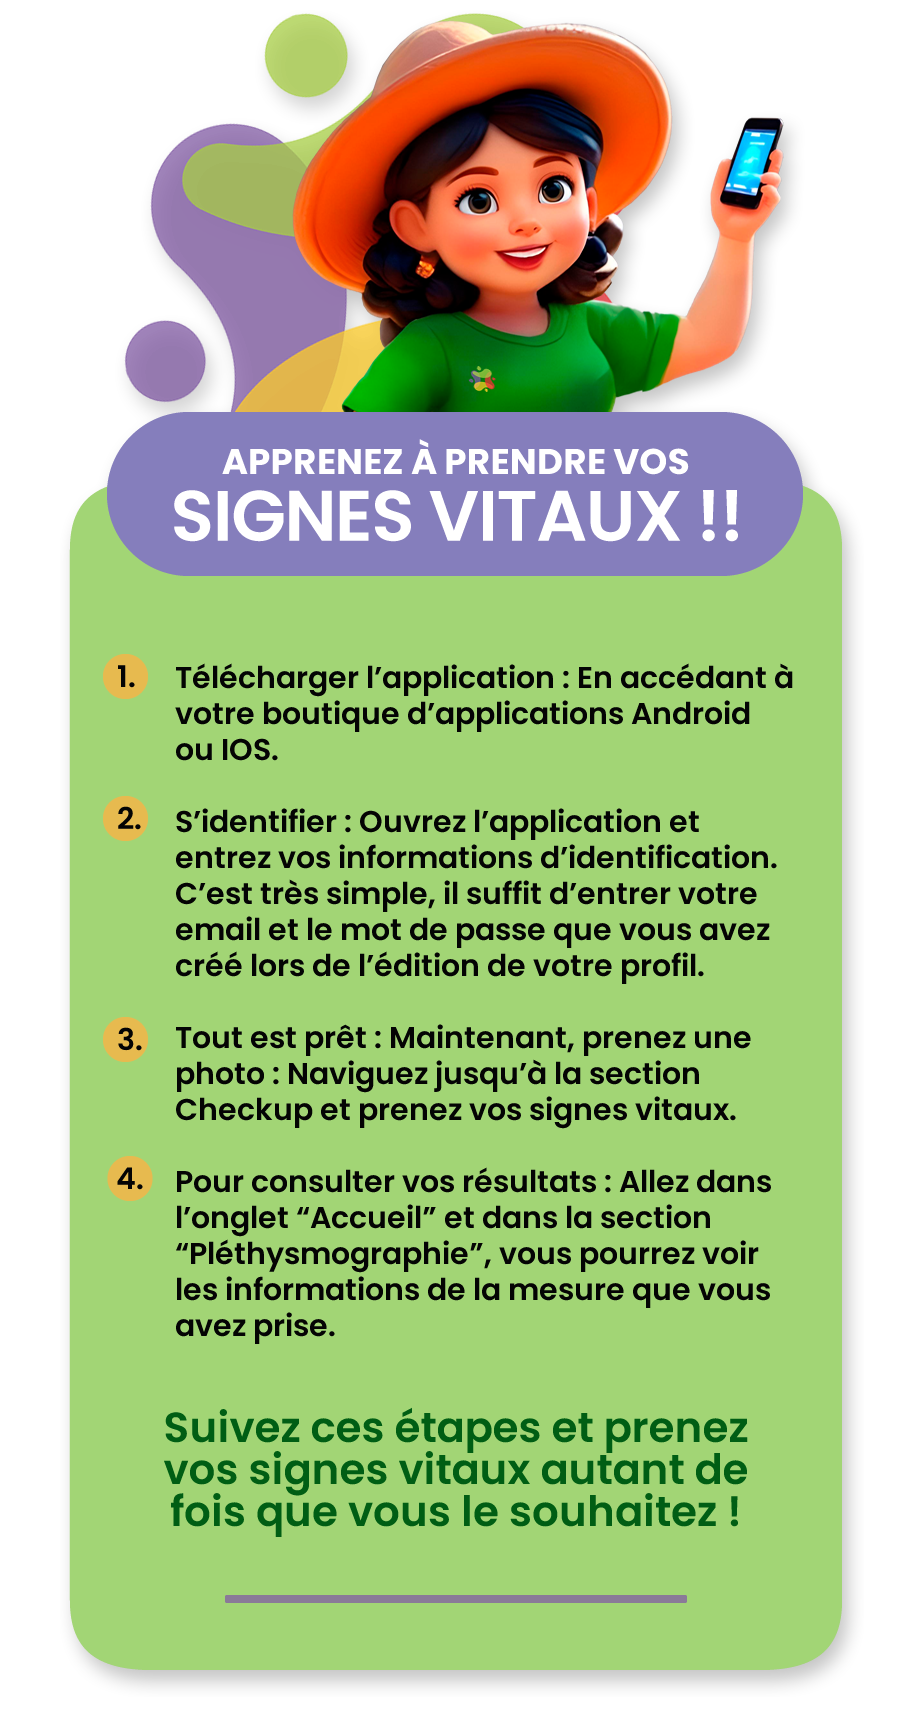 APPRENEZ À PRENDRE VOS
SIGNES VITAUX !!
1.
Télécharger l’application : En accédant à
votre boutique d’applications Android
ou IOS.
2.
S’identifier : Ouvrez l’application et
entrez vos informations d’identification.
C’est très simple, il suffit d’entrer votre
email et le mot de passe que vous avez
créé lors de l’édition de votre profil.
3.
Tout est prêt : Maintenant, prenez une
photo : Naviguez jusqu’à la section
Checkup et prenez vos signes vitaux.
4.
Pour consulter vos résultats : Allez dans
l’onglet “Accueil” et dans la section
“Pléthysmographie”, vous pourrez voir
les informations de la mesure que vous
avez prise.
Suivez ces étapes et prenez
vos signes vitaux autant de
fois que vous le souhaitez !